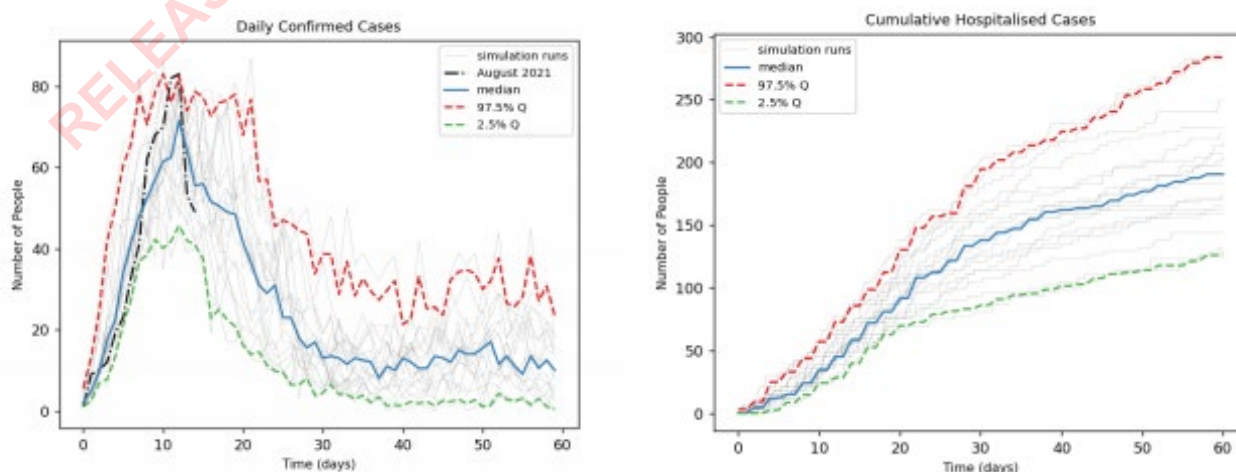 RELEAS
Daily Confirmed Cases
simulation runs
August 2021
median
97.5% Q
2.5% Q
Number of People
80
60
40
20
0
0 10 20 30 40 50 60
Time (days)
Cumulative Hospitalised Cases
simulation runs
median
97.5% Q
2.5% Q
Number of People
300
250
200
150
100
50
0
0 10 20 30 40 50 60
Time (days)